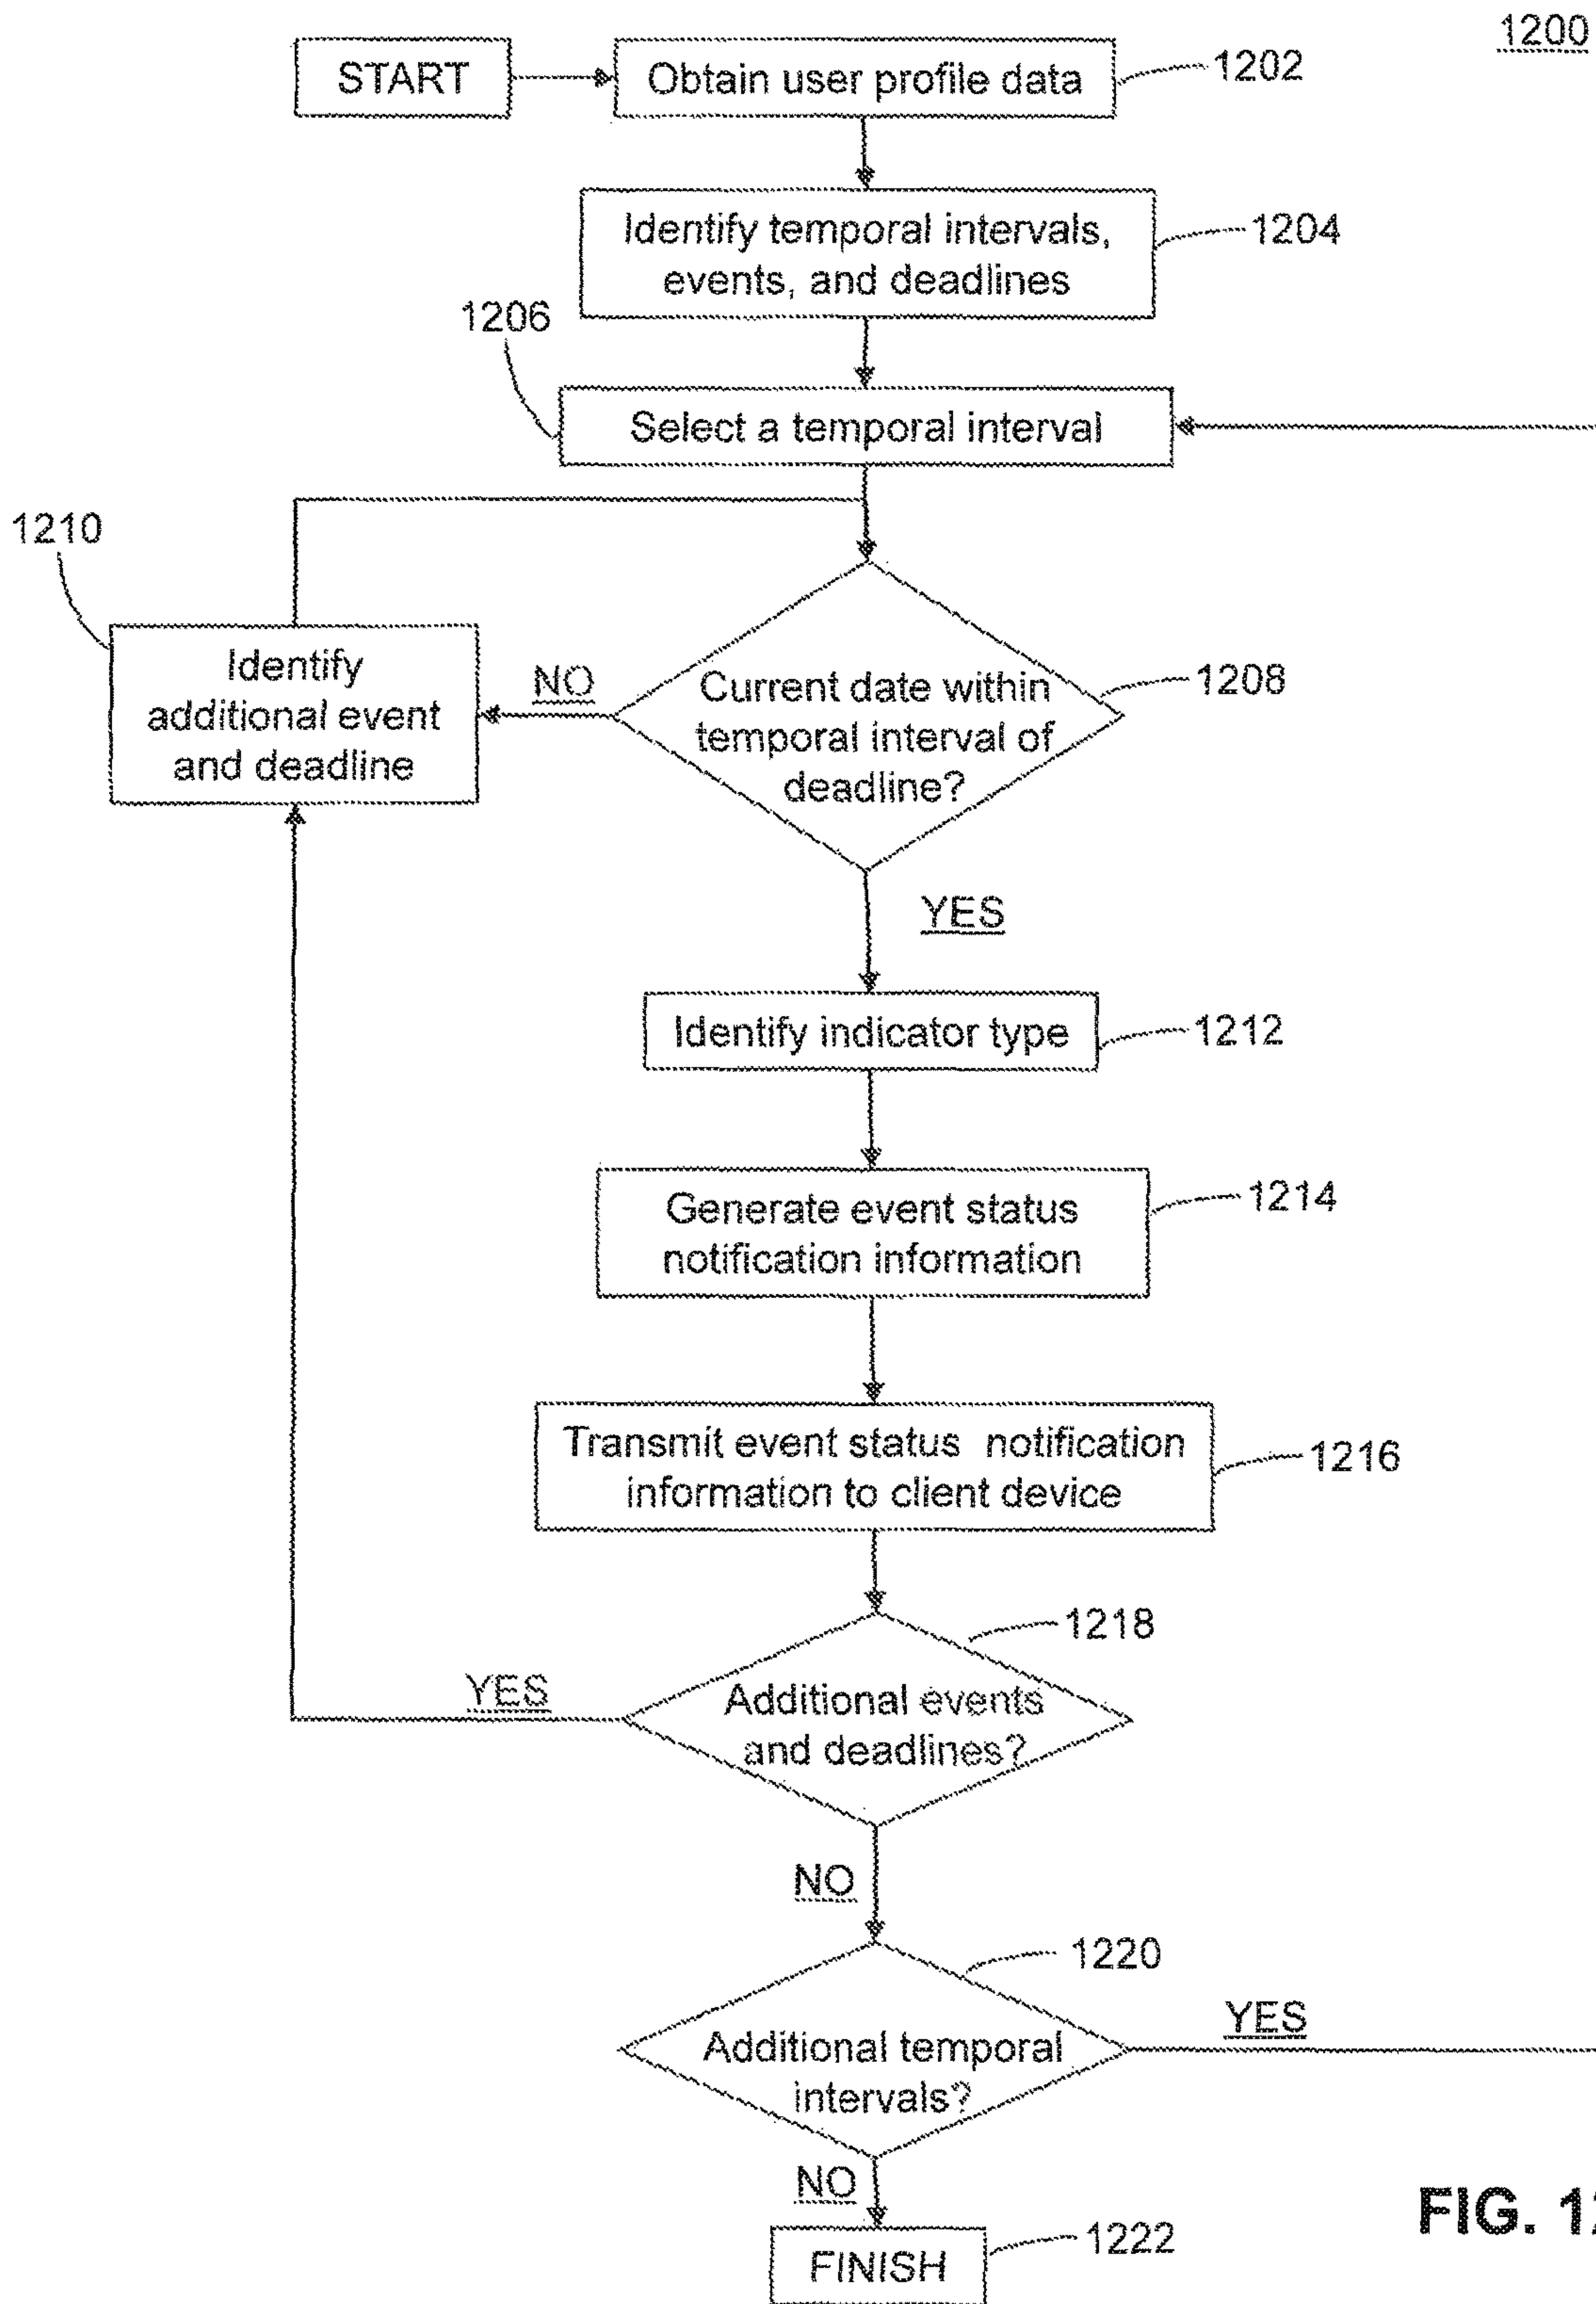 1200
START
Obtain user profile data
1202
Identify temporal intervals,
events, and deadlines
1204
1206
Select a temporal interval
1210
Identify
additional event
and deadline
NO
Current date within
temporal interval of
deadline?
1208
YES
Identify indicator type
1212
Generate event status
notification information
1214
Transmit event status notification
information to client device
1216
1218
YES
Additional events
and deadlines?
NO
1220
Additional temporal
intervals?
YES
NO
FINISH
1222
FIG.